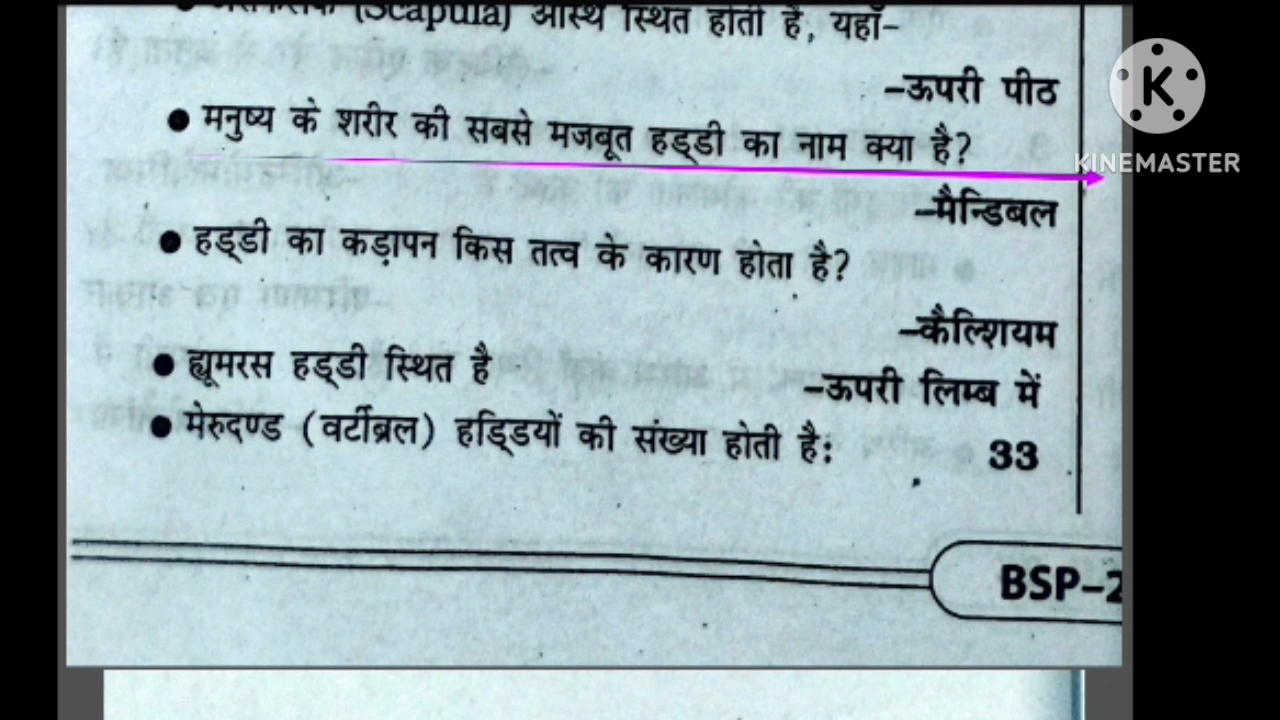 (Scapula) अस्थि स्थित होती है, यहाँ–
–ऊपरी पीठ
● मनुष्य के शरीर की सबसे मजबूत हड्डी का नाम क्या है?
KINEMASTER
–मैन्डिबल
● हड्डी का कड़ापन किस तत्व के कारण होता है?
–कैल्शियम
● ह्यूमरस हड्डी स्थित है –ऊपरी लिम्ब में
● मेरुदण्ड (वर्टीब्रल) हड्डियों की संख्या होती है: 33
BSP–2